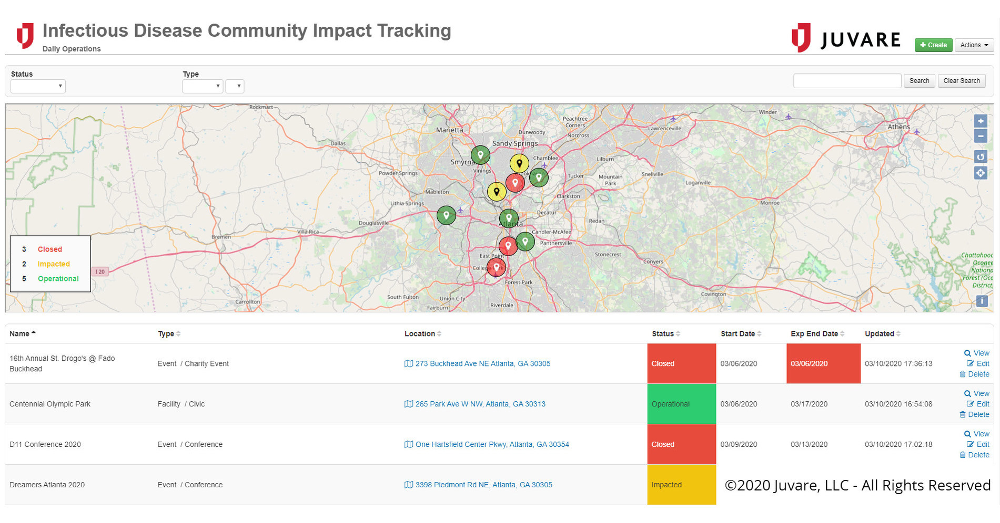 Infectious Disease Community Impact Tracking
Daily Operations
JUVARE
Create
Actions
Status
Type
Search
Clear Search
Rockmart
Winder
Peachtree
Corners
Athens
Marietta
Lawrenceville
Dunwoody
Norcross
Sandy Springs
Dallas
Chamblee
Lilburn
Smyrna
Vinings
Brookhaven
Powder Springs
Tucker
Mountain
Park
Snellville
Loganville
Mableton
Clarkston
Lithia Springs
Monroe
Decatur
Douglasville
Atlanta
Redan
Villa Rica
Candler-McAfee
Bremen
Panthersville
3 Closed
2 Impacted
5 Operational
East Point
Stonecrest
Conyers
Chattahooc
Oconee
Nationa
Forest (Oco
District)
I 20
College Park
Forest Park
South Fulton
Union City
Covington
Carrollton
Fairburn
Riverdale
i
Name Type Location Status Start Date Exp End Date Updated
16th Annual St. Drogo's @ Fado
Buckhead
Event / Charity Event
273 Buckhead Ave NE Atlanta, GA 30305
Closed
03/06/2020
03/06/2020
03/10/2020 17:36:13
View
Edit
Delete
Centennial Olympic Park
Facility / Civic
265 Park Ave W NW, Atlanta, GA 30313
Operational
03/06/2020
03/17/2020
03/10/2020 16:54:08
View
Edit
Delete
D11 Conference 2020
Event / Conference
One Hartsfield Center Pkwy, Atlanta, GA 30354
Closed
03/09/2020
03/13/2020
03/10/2020 17:02:18
View
Edit
Delete
Dreamers Atlanta 2020
Event / Conference
3398 Piedmont Rd NE, Atlanta, GA 30305
Impacted
©2020 Juvare, LLC - All Rights Reserved